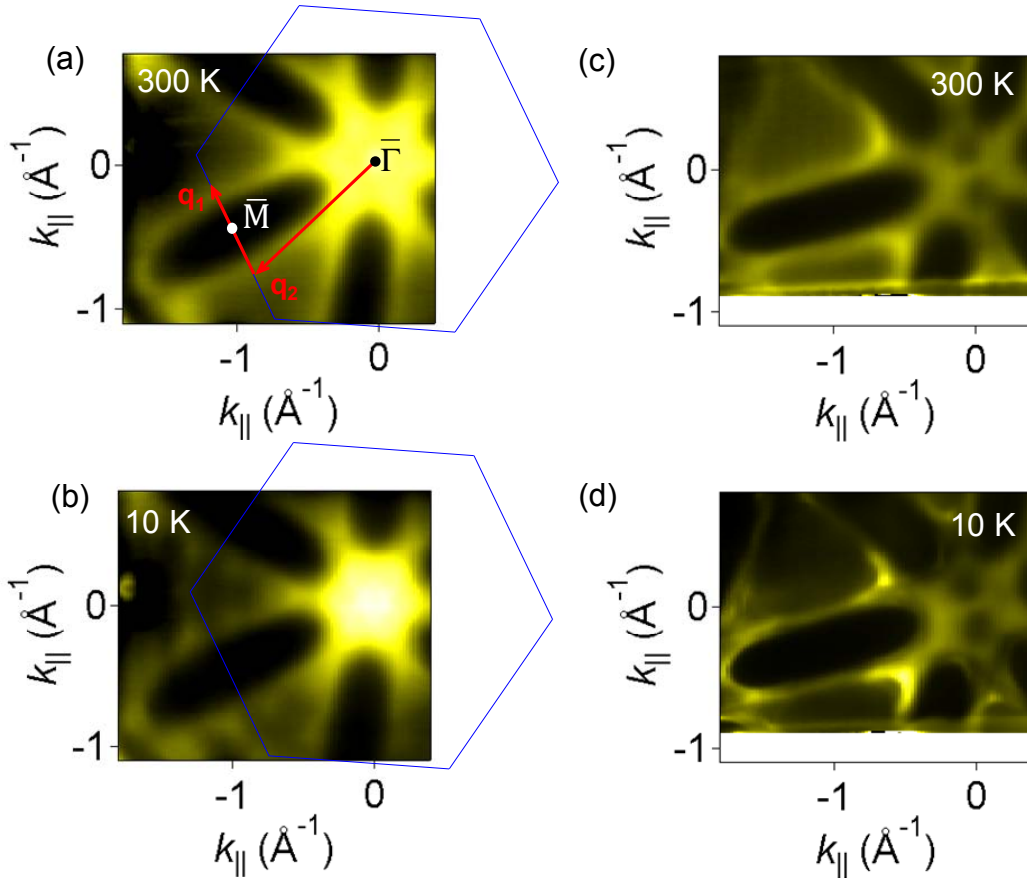 (a)
300 K
Γ̅
q₁
M̅
q₂
0
-1
k∥ (Å⁻¹)
-1
0
k∥ (Å⁻¹)
(c)
300 K
0
-1
k∥ (Å⁻¹)
-1
0
k∥ (Å⁻¹)
(b)
10 K
0
-1
k∥ (Å⁻¹)
-1
0
k∥ (Å⁻¹)
(d)
10 K
0
-1
k∥ (Å⁻¹)
-1
0
k∥ (Å⁻¹)